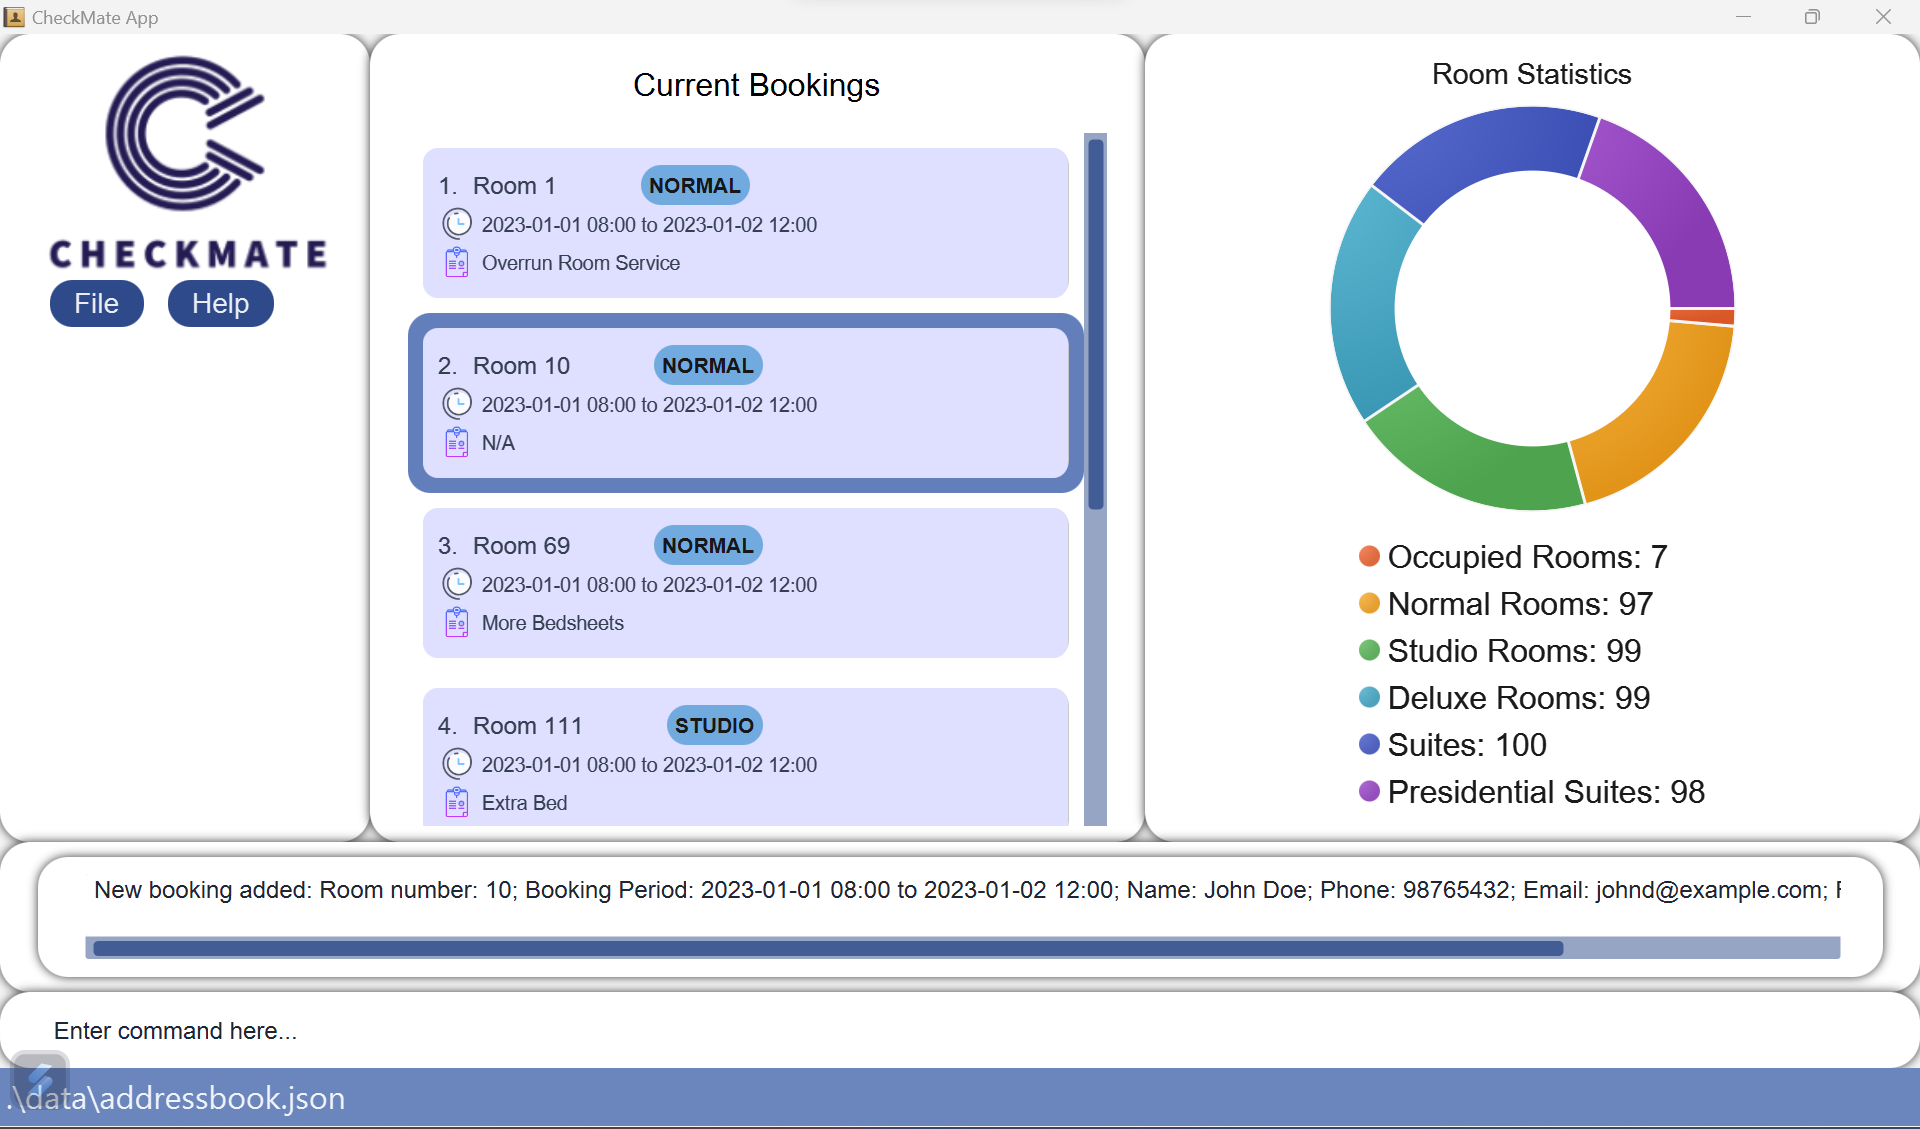 CheckMate App
CHECKMATE
File
Help
Current Bookings
1. Room 1 NORMAL
2023-01-01 08:00 to 2023-01-02 12:00
Overrun Room Service
2. Room 10 NORMAL
2023-01-01 08:00 to 2023-01-02 12:00
N/A
3. Room 69 NORMAL
2023-01-01 08:00 to 2023-01-02 12:00
More Bedsheets
4. Room 111 STUDIO
2023-01-01 08:00 to 2023-01-02 12:00
Extra Bed
Room Statistics
Occupied Rooms: 7
Normal Rooms: 97
Studio Rooms: 99
Deluxe Rooms: 99
Suites: 100
Presidential Suites: 98
New booking added: Room number: 10; Booking Period: 2023-01-01 08:00 to 2023-01-02 12:00; Name: John Doe; Phone: 98765432; Email: johnd@example.com;
Enter command here...
.\data\addressbook.json